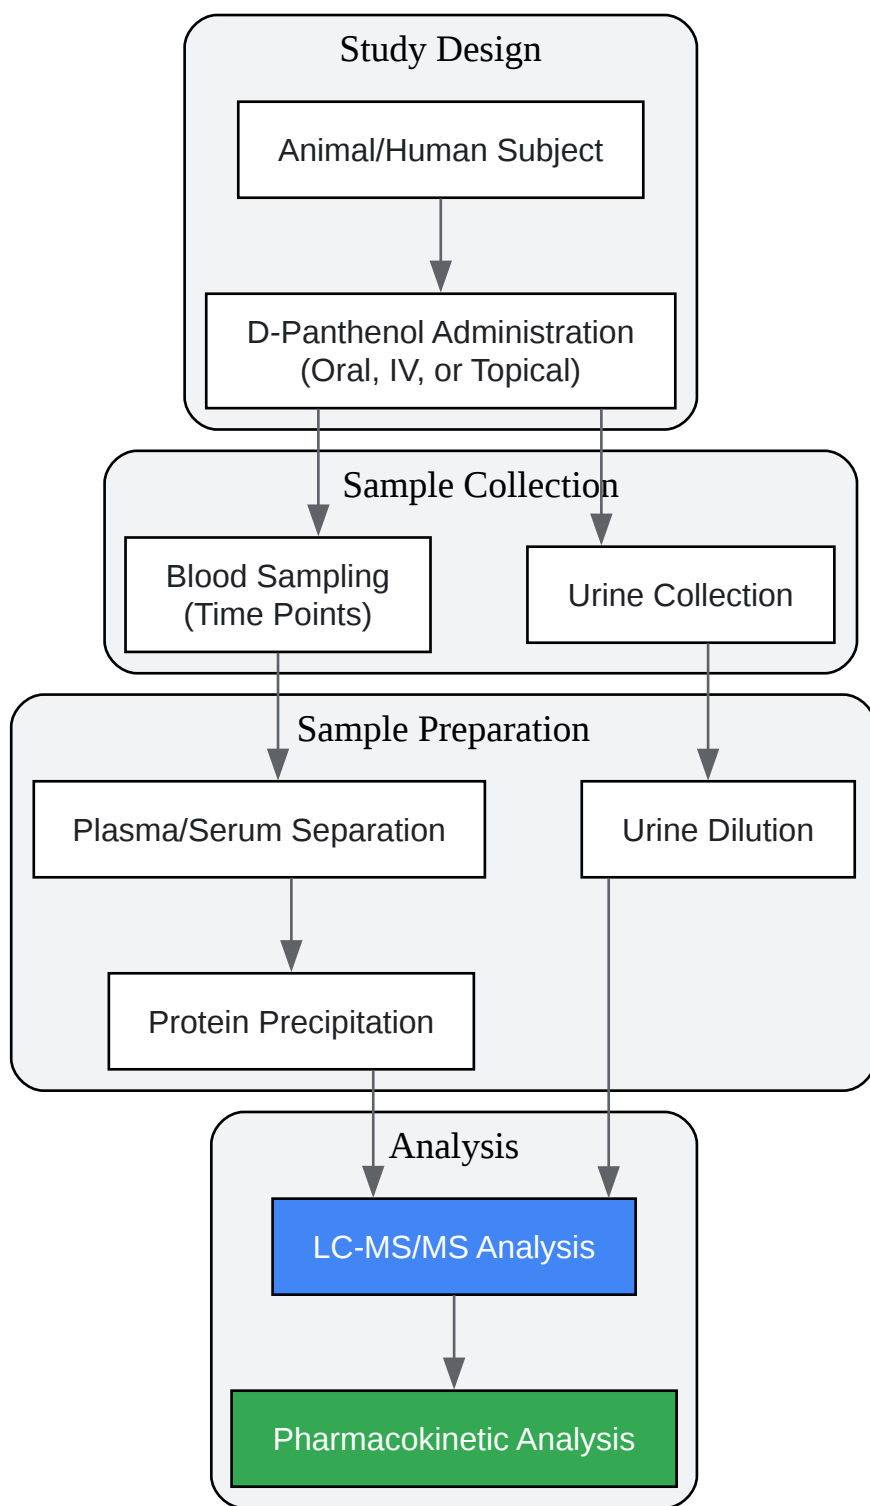 Study Design
Animal/Human Subject
D-Panthenol Administration
(Oral, IV, or Topical)
Sample Collection
Blood Sampling
(Time Points)
Urine Collection
Sample Preparation
Plasma/Serum Separation
Urine Dilution
Protein Precipitation
Analysis
LC-MS/MS Analysis
Pharmacokinetic Analysis